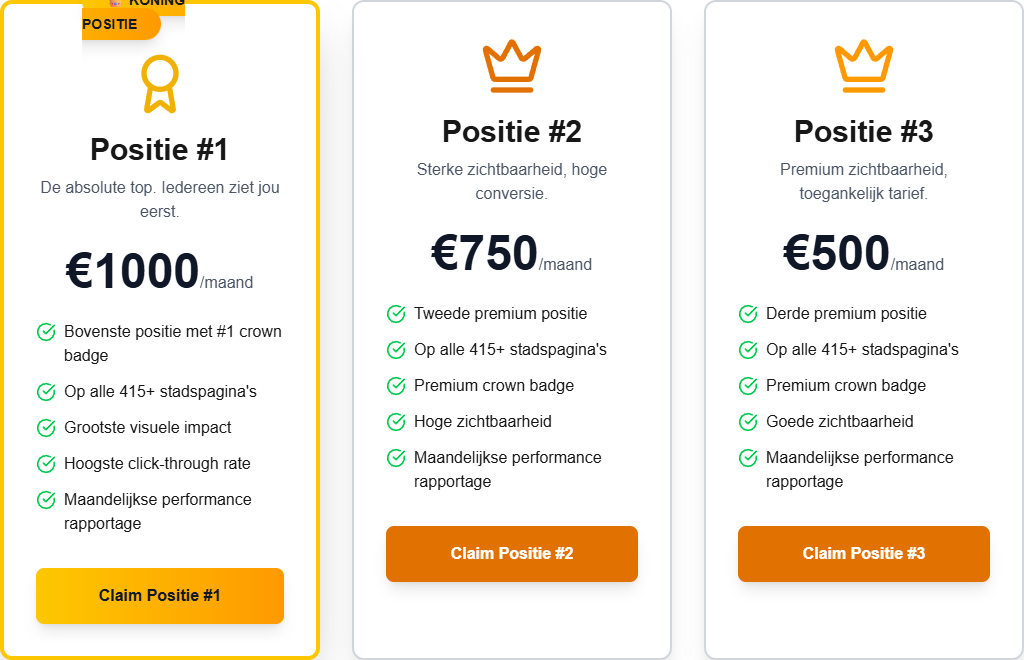 KONING
POSITIE
Positie #1
De absolute top. Iedereen ziet jou
eerst.
€1000/maand
Bovenste positie met #1 crown
badge
Op alle 415+ stadspagina's
Grootste visuele impact
Hoogste click-through rate
Maandelijkse performance
rapportage
Claim Positie #1
Positie #2
Sterke zichtbaarheid, hoge
conversie.
€750/maand
Tweede premium positie
Op alle 415+ stadspagina's
Premium crown badge
Hoge zichtbaarheid
Maandelijkse performance
rapportage
Claim Positie #2
Positie #3
Premium zichtbaarheid,
toegankelijk tarief.
€500/maand
Derde premium positie
Op alle 415+ stadspagina's
Premium crown badge
Goede zichtbaarheid
Maandelijkse performance
rapportage
Claim Positie #3